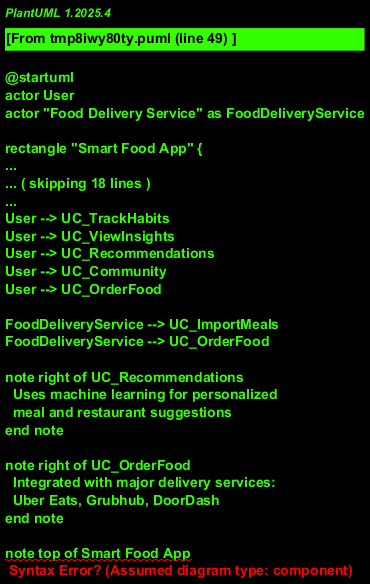 PlantUML 1.2025.4
[From tmp8iwy80ty.puml (line 49) ]
@startuml
actor User
actor "Food Delivery Service" as FoodDeliveryService
rectangle "Smart Food App" {
...
... ( skipping 18 lines )
...
User --> UC_TrackHabits
User --> UC_ViewInsights
User --> UC_Recommendations
User --> UC_Community
User --> UC_OrderFood
FoodDeliveryService --> UC_ImportMeals
FoodDeliveryService --> UC_OrderFood
note right of UC_Recommendations
Uses machine learning for personalized
meal and restaurant suggestions
end note
note right of UC_OrderFood
Integrated with major delivery services:
Uber Eats, Grubhub, DoorDash
end note
note top of Smart Food App
Syntax Error? (Assumed diagram type: component)